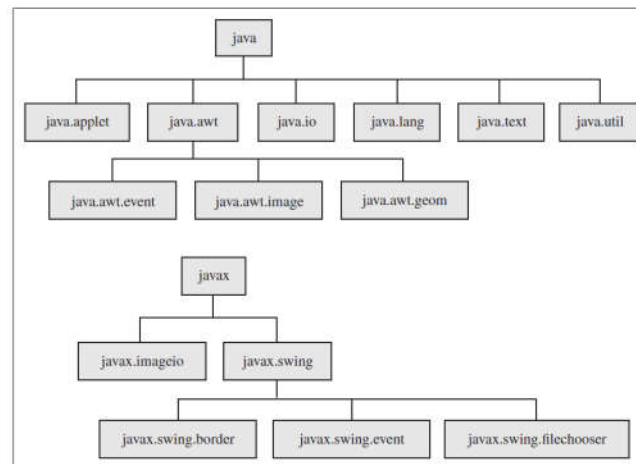 java
java.applet java.awt java.io java.lang java.text java.util
java.awt.event java.awt.image java.awt.geom
javax
javax.imageio javax.swing
javax.swing.border javax.swing.event javax.swing.filechooser